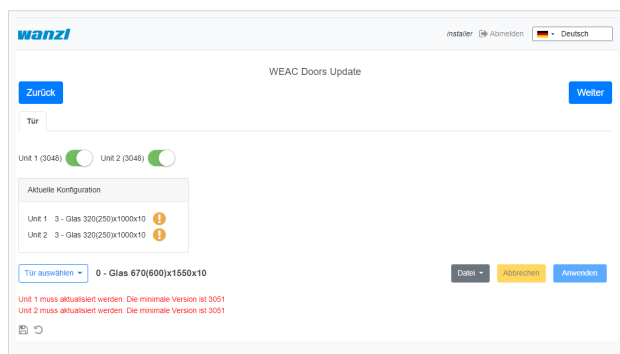 wanzl
installer Abmelden Deutsch
WEAC Doors Update
Zurück Weiter
Tür
Unit 1 (3048) Unit 2 (3048)
Aktuelle Konfiguration
Unit 1 3 - Glas 320(250)x1000x10
Unit 2 3 - Glas 320(250)x1000x10
Tür auswählen 0 - Glas 670(600)x1550x10 Datei Abbrechen Anwenden
Unit 1 muss aktualisiert werden. Die minimale Version ist 3051
Unit 2 muss aktualisiert werden. Die minimale Version ist 3051